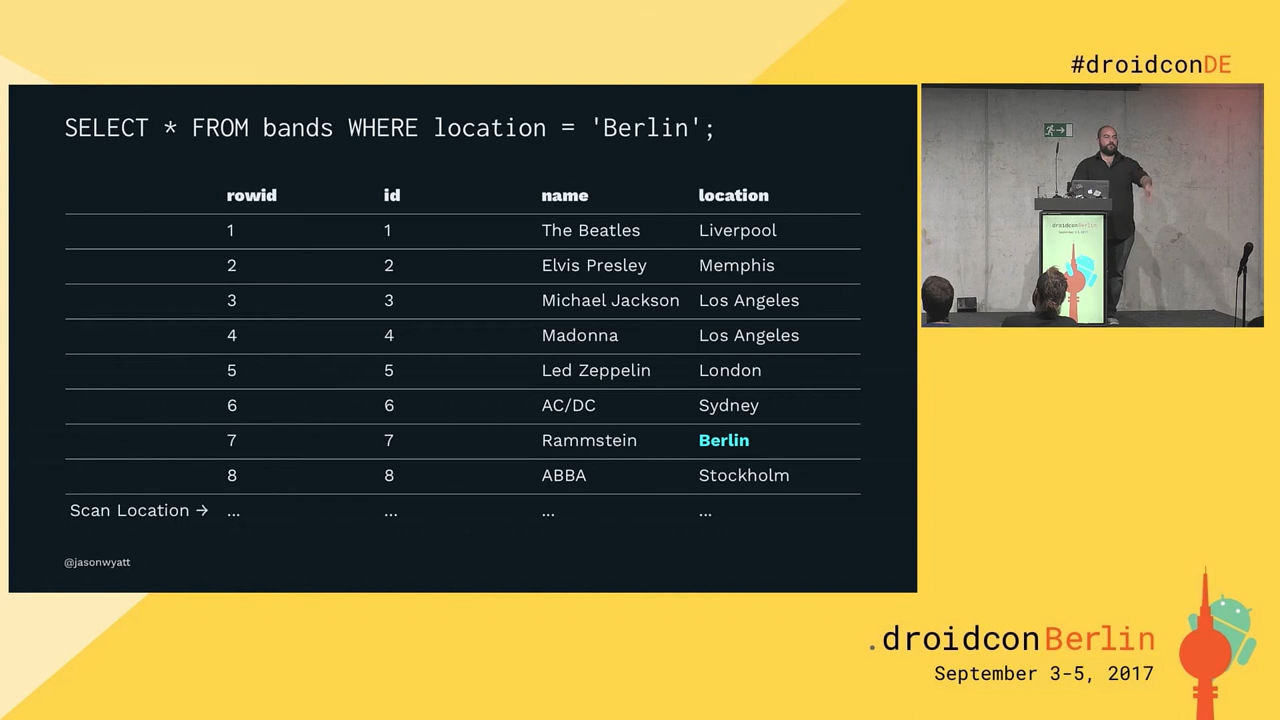 #droidconDE
SELECT * FROM bands WHERE location = 'Berlin';
rowid id name location
1 1 The Beatles Liverpool
2 2 Elvis Presley Memphis
3 3 Michael Jackson Los Angeles
4 4 Madonna Los Angeles
5 5 Led Zeppelin London
6 6 AC/DC Sydney
7 7 Rammstein Berlin
8 8 ABBA Stockholm
Scan Location → ... ... ... ...
@jasonwyatt
droidconBerlin
.droidconBerlin
September 3-5, 2017